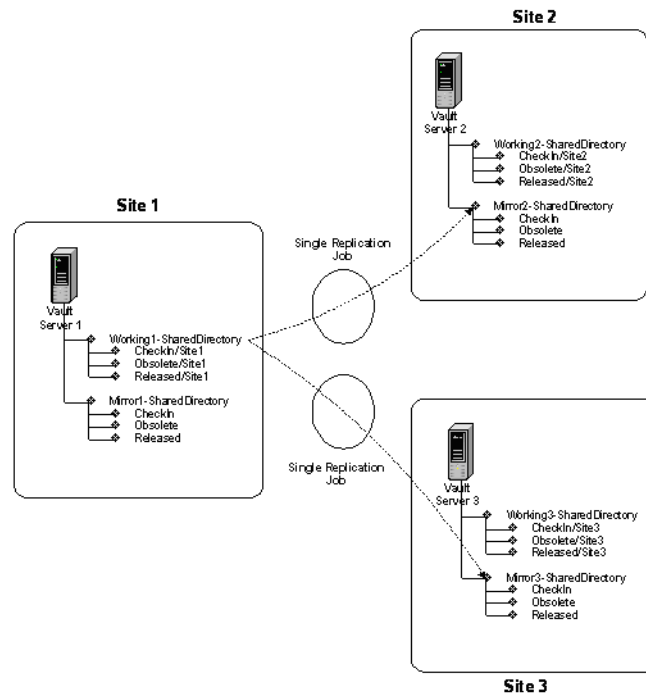 Site 2
Vault
Server 2
Working2-SharedDirectory
CheckIn/Site2
Obsolete/Site2
Released/Site2
Mirror2-SharedDirectory
CheckIn
Obsolete
Released
Site 1
Vault
Server 1
Working1-SharedDirectory
CheckIn/Site1
Obsolete/Site1
Released/Site1
Mirror1-SharedDirectory
CheckIn
Obsolete
Released
Single Replication
Job
Single Replication
Job
Vault
Server 3
Working3-SharedDirectory
CheckIn/Site3
Obsolete/Site3
Released/Site3
Mirror3-SharedDirectory
CheckIn
Obsolete
Released
Site 3